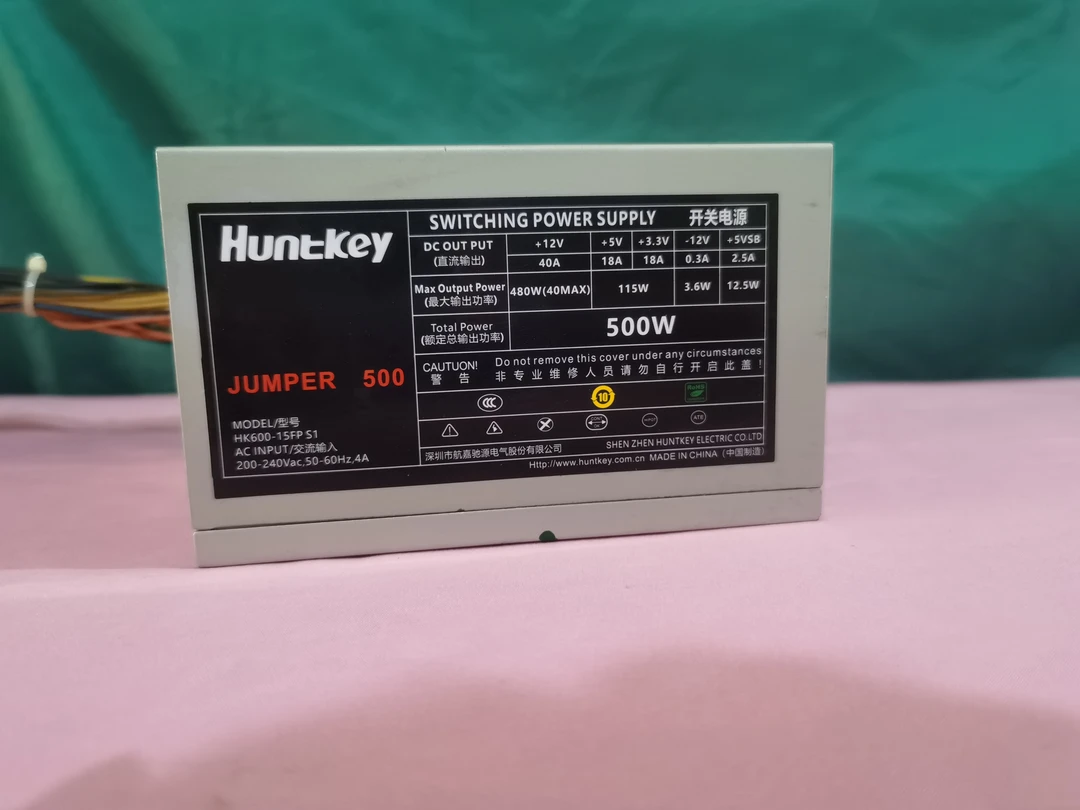 Huntkey
JUMPER 500
MODEL/型号
HK600-15FP S1
AC INPUT/交流输入
200-240Vac,50-60Hz,4A
SWITCHING POWER SUPPLY 开关电源
DC OUT PUT +12V +5V +3.3V -12V +5VSB
(直流输出) 40A 18A 18A 0.3A 2.5A
Max Output Power 480W(40MAX) 115W 3.6W 12.5W
(最大输出功率)
Total Power 500W
(额定总输出功率)
CAUTUON! Do not remove this cover under any circumstances
警告 非专业维修人员请勿自行开启此盖!
CCC 10 RoHS
ATE
深圳市航嘉驰源电气股份有限公司 SHEN ZHEN HUNTKEY ELECTRIC CO.LTD
Http://www.huntkey.com.cn MADE IN CHINA (中国制造)